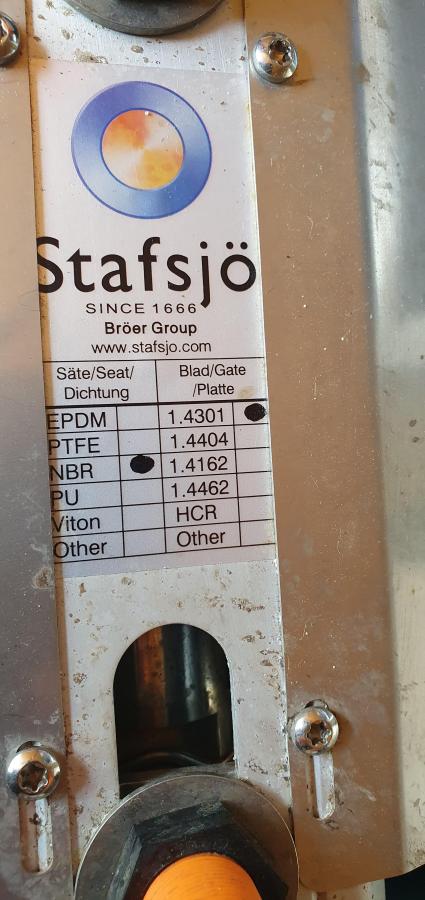 Stafsjö
SINCE 1666
Bröer Group
www.stafsjo.com
Säte/Seat/ Dichtung
Blad/Gate /Platte
EPDM 1.4301 ●
PTFE 1.4404
NBR ● 1.4162
PU 1.4462
Viton HCR
Other Other